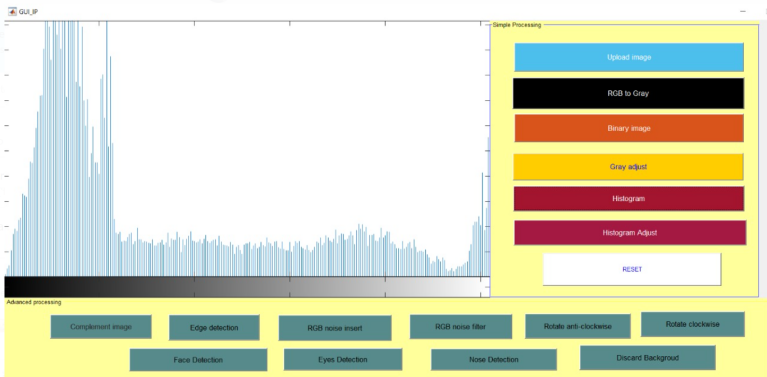 GUI_IP
Simple Processing
Upload image
RGB to Gray
Binary image
Gray adjust
Histogram
Histogram Adjust
RESET
Advanced processing
Complement image
Edge detection
RGB noise insert
RGB noise filter
Rotate anti-clockwise
Rotate clockwise
Face Detection
Eyes Detection
Nose Detection
Discard Backgroud